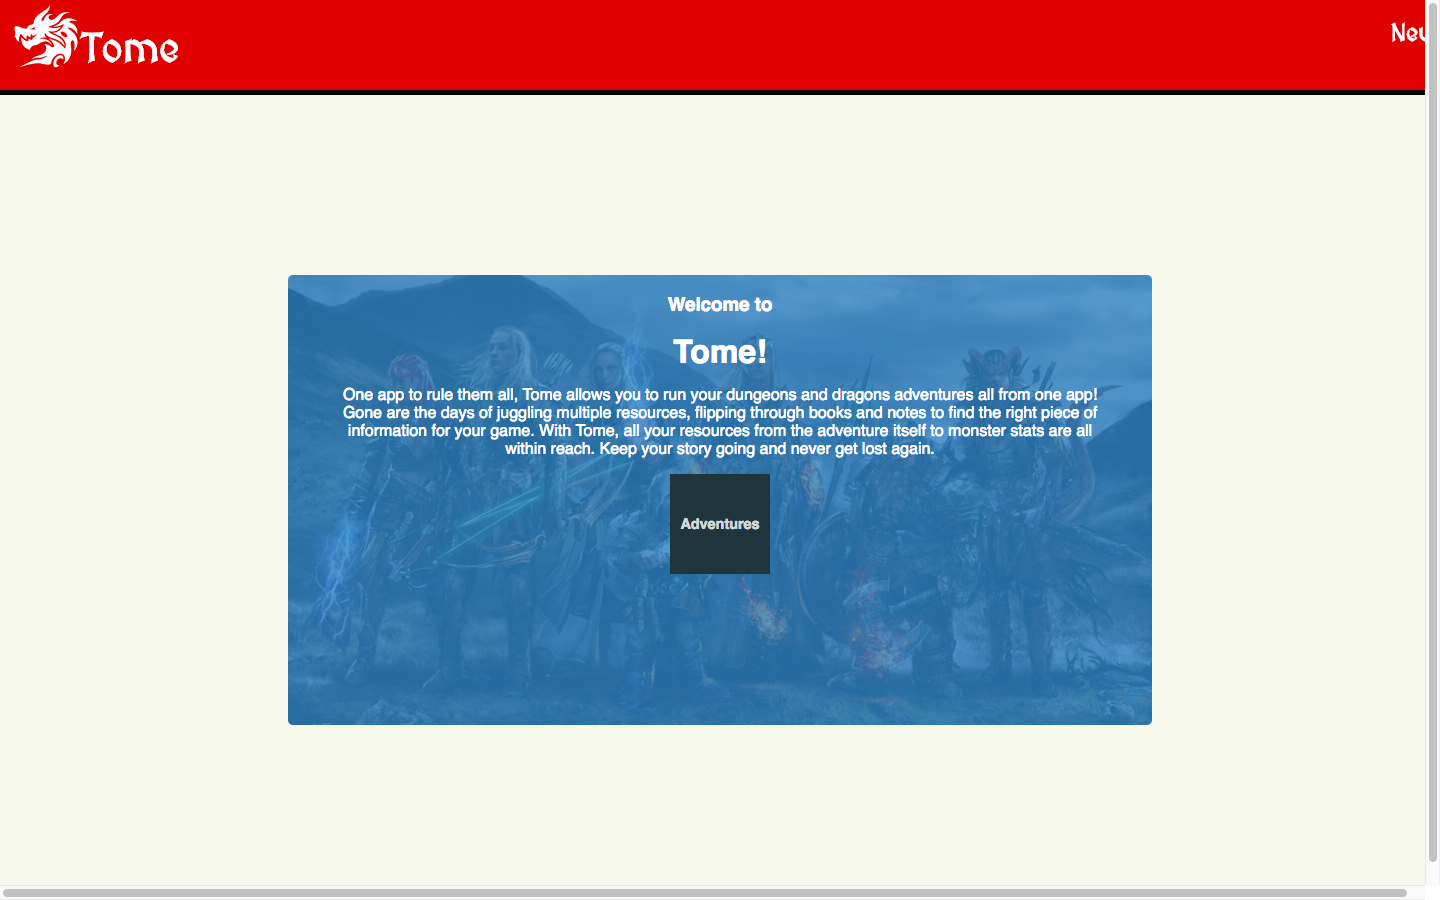 Tome
Welcome to
Tome!
One app to rule them all, Tome allows you to run your dungeons and dragons adventures all from one app!
Gone are the days of juggling multiple resources, flipping through books and notes to find the right piece of
information for your game. With Tome, all your resources from the adventure itself to monster stats are all
within reach. Keep your story going and never get lost again.
Adventures